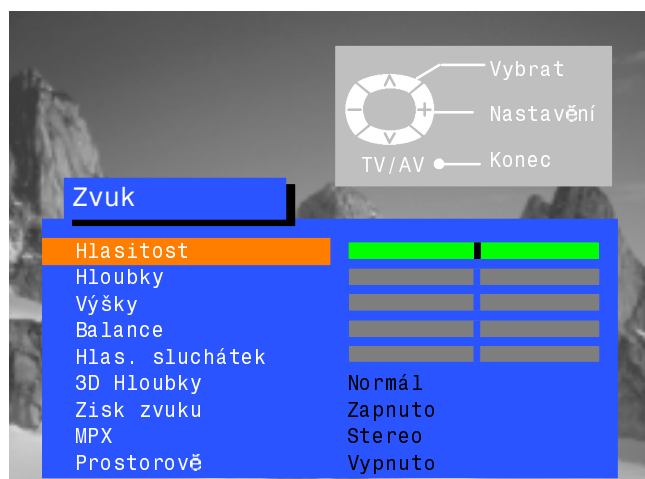 Vybrat
Nastavění
TV/AV Konec
Zvuk
Hlasitost
Hloubky
Výšky
Balance
Hlas. sluchátek
3D Hloubky Normál
Zisk zvuku Zapnuto
MPX Stereo
Prostorově Vypnuto